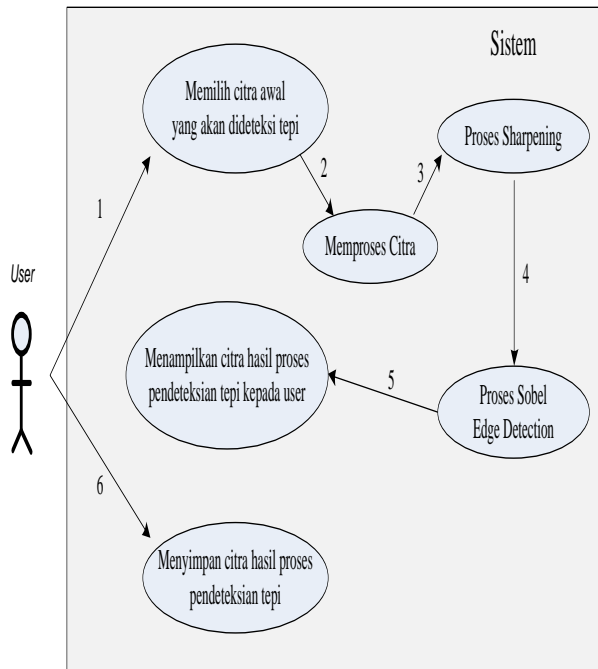 Sistem
Memilih citra awal
yang akan dideteksi tepi
Proses Sharpening
2
3
1
Memproses Citra
4
User
Menampilkan citra hasil proses
pendeteksian tepi kepada user
5
Proses Sobel
Edge Detection
6
Menyimpan citra hasil proses
pendeteksian tepi